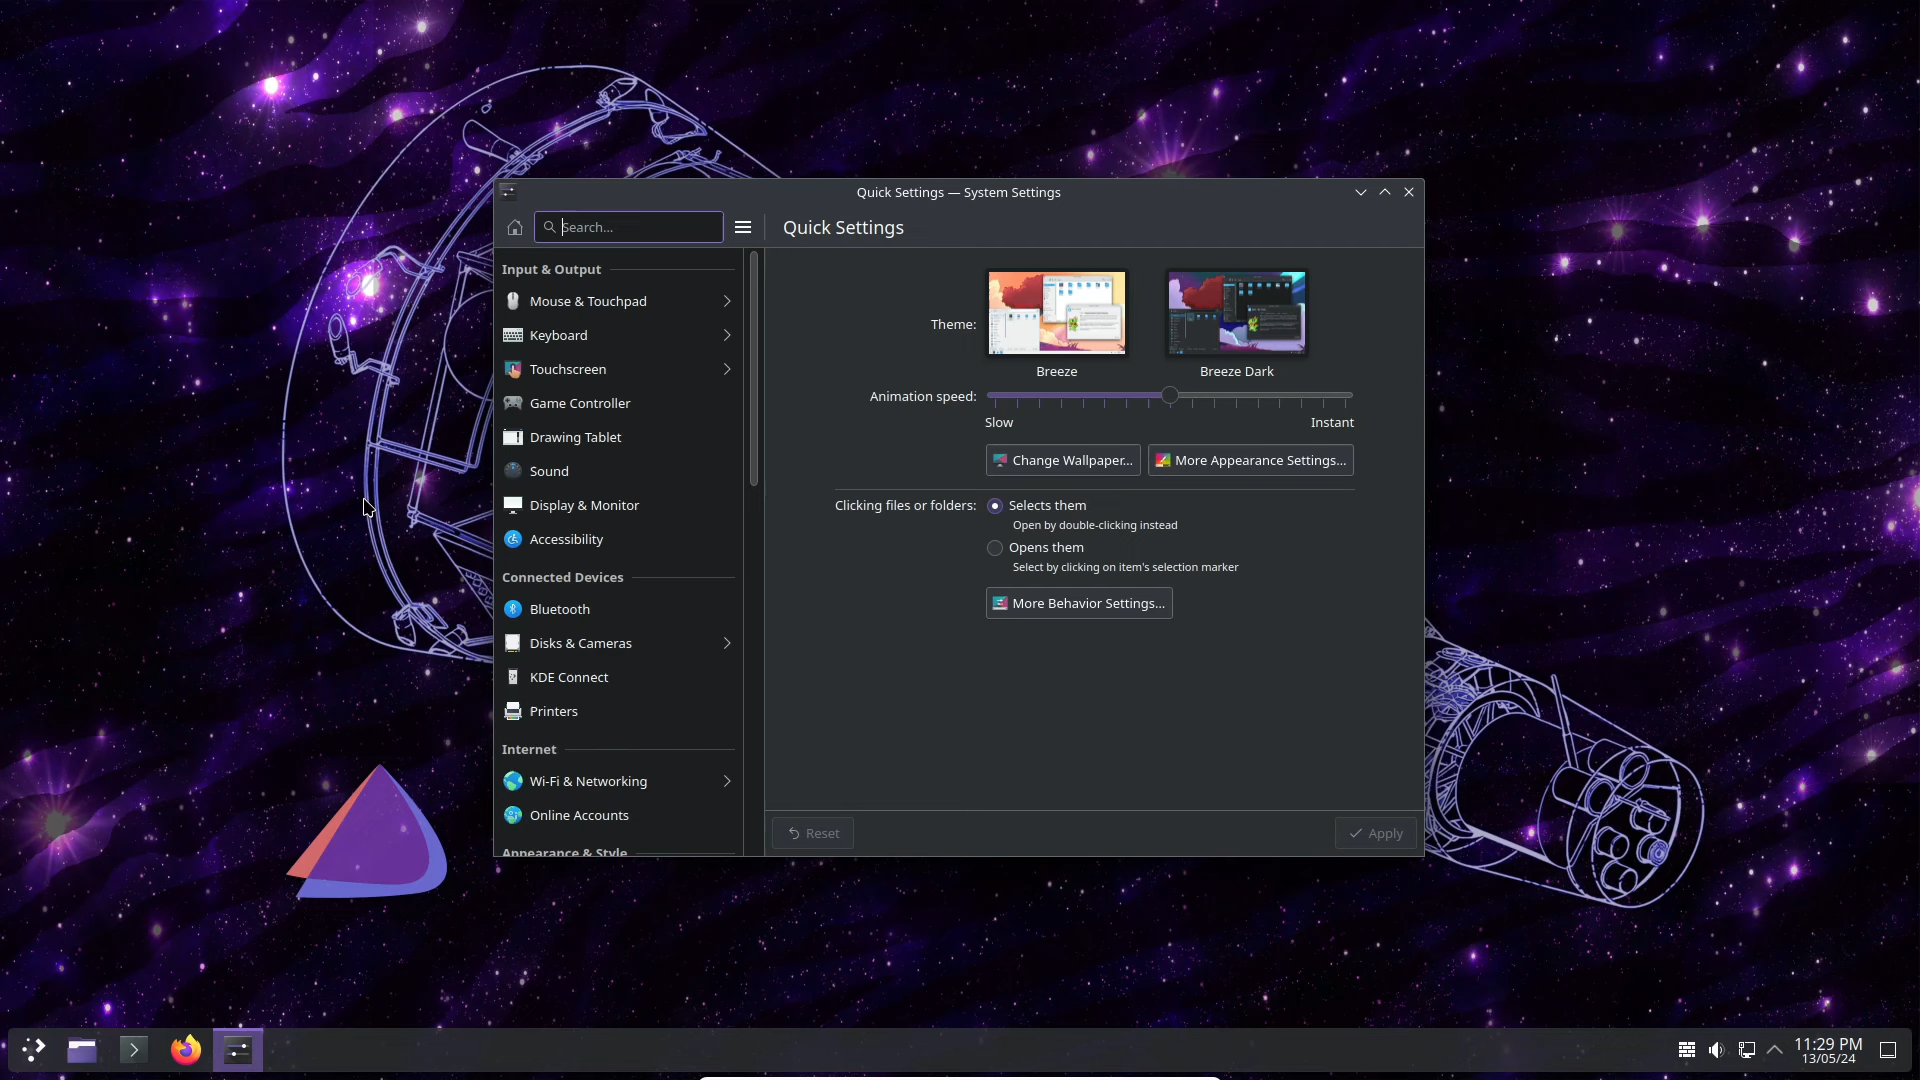 Quick Settings — System Settings
Search...
Quick Settings
Input & Output
Mouse & Touchpad
Keyboard
Touchscreen
Game Controller
Drawing Tablet
Sound
Display & Monitor
Accessibility
Connected Devices
Bluetooth
Disks & Cameras
KDE Connect
Printers
Internet
Wi-Fi & Networking
Online Accounts
Appearance & Style
Theme:
Breeze
Breeze Dark
Animation speed:
Slow
Instant
Change Wallpaper...
More Appearance Settings...
Clicking files or folders:
Selects them
Open by double-clicking instead
Opens them
Select by clicking on item's selection marker
More Behavior Settings...
Reset
Apply
11:29 PM
13/05/24